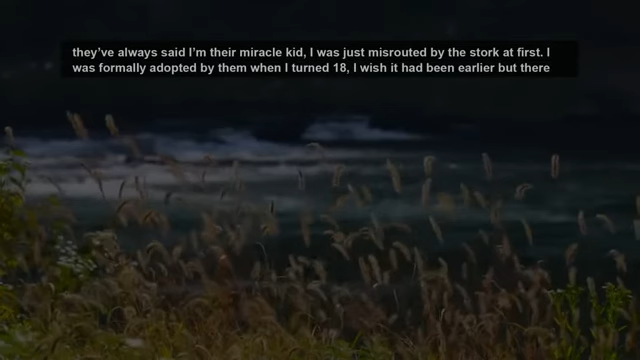 they’ve always said I’m their miracle kid, I was just misrouted by the stork at first. I
was formally adopted by them when I turned 18, I wish it had been earlier but there